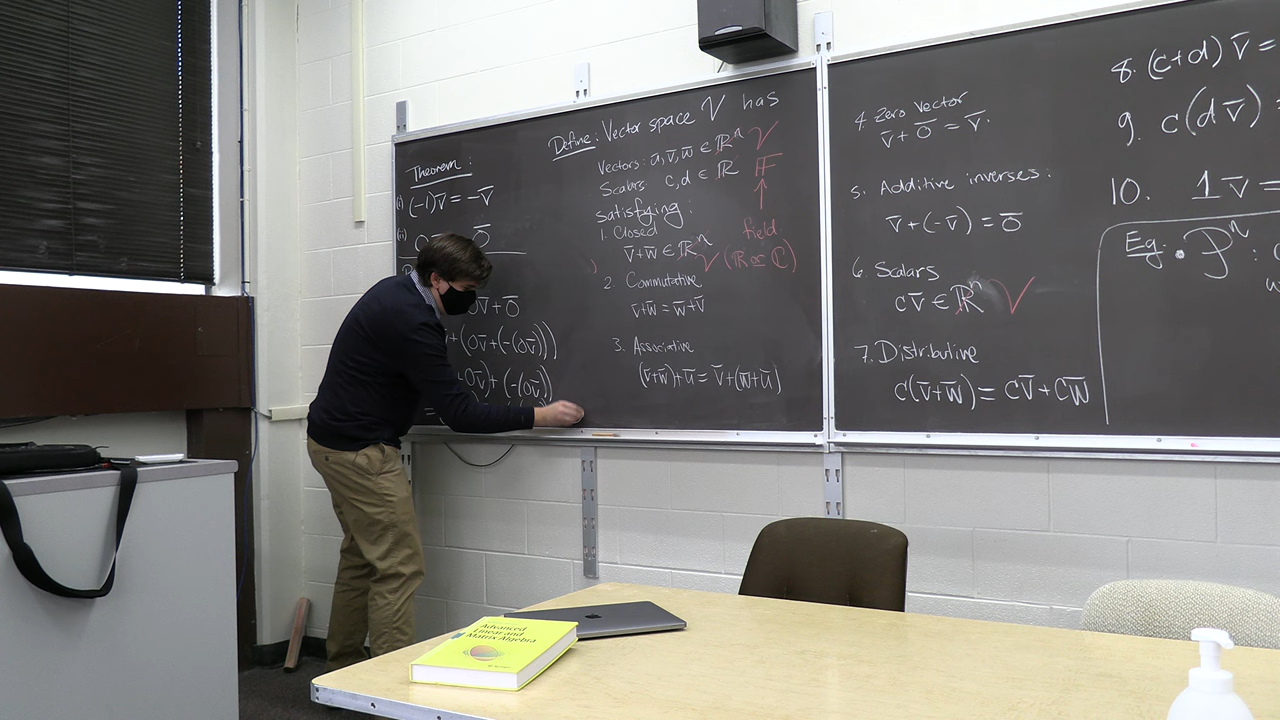 Theorem:
(i) (-1)v̄ = -v̄
(ii) 0
0̄
0v̄+0̄
+(0v̄+(-(0v̄)))
+0v̄)+(-(0v̄))
=
Define: Vector space V has
Vectors: ū,v̄,w̄ ∈ ℝⁿ V
Scalars: c,d ∈ ℝ F
↑
satisfying:
field
1. Closed
v̄+w̄ ∈ ℝⁿ V (ℝ or ℂ)
2. Commutative
v̄+w̄ = w̄+v̄
3. Associative
(v̄+w̄)+ū = v̄+(w̄+ū)
4. Zero Vector
v̄+0̄ = v̄.
5. Additive inverses:
v̄+(-v̄) = 0̄
6. Scalars
cv̄ ∈ ℝⁿ V
7. Distributive
c(v̄+w̄) = cv̄+cw̄
8. (c+d)v̄ =
9. c(dv̄)
10. 1v̄ =
Eg: • Pⁿ:
Advanced
Linear and
Matrix Algebra